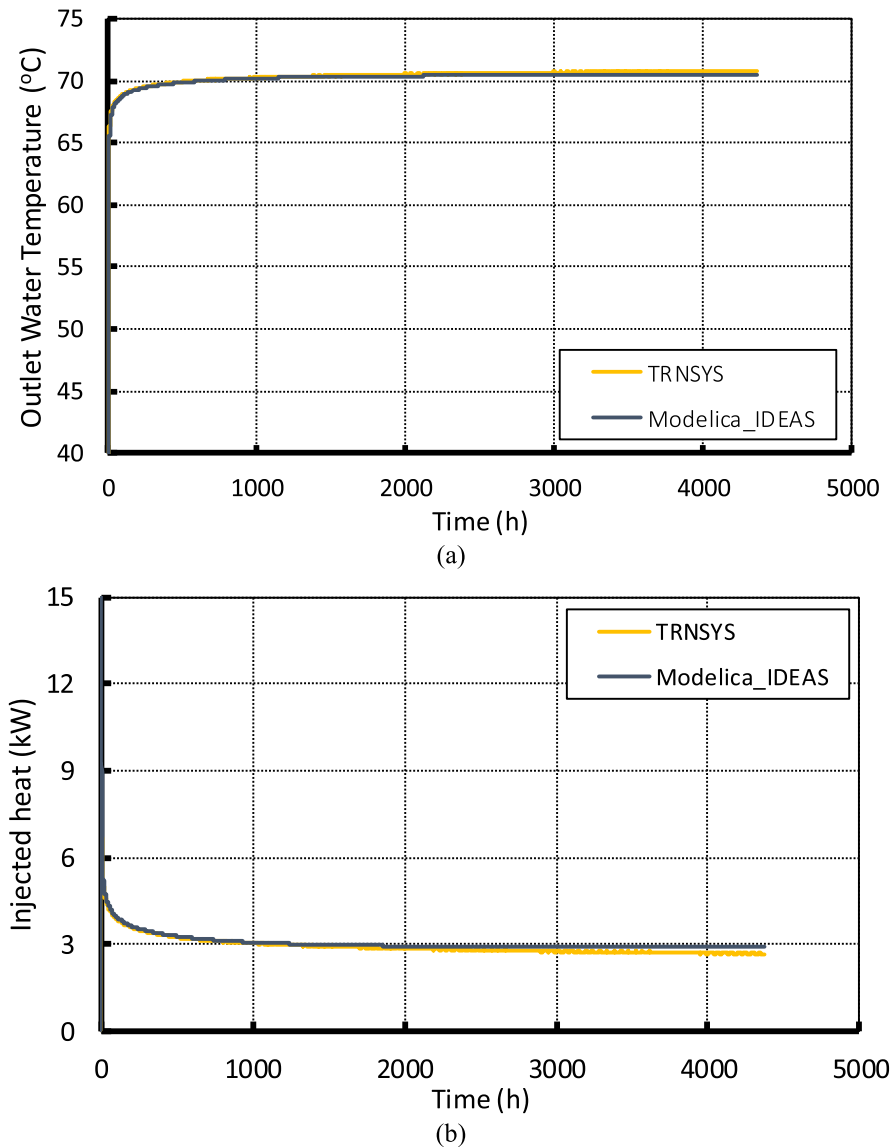 75
70
65
60
55
50
45
40
Outlet Water Temperature (°C)
TRNSYS
Modelica_IDEAS
0 1000 2000 3000 4000 5000
Time (h)
(a)
15
12
9
6
3
0
Injected heat (kW)
TRNSYS
Modelica_IDEAS
0 1000 2000 3000 4000 5000
Time (h)
(b)